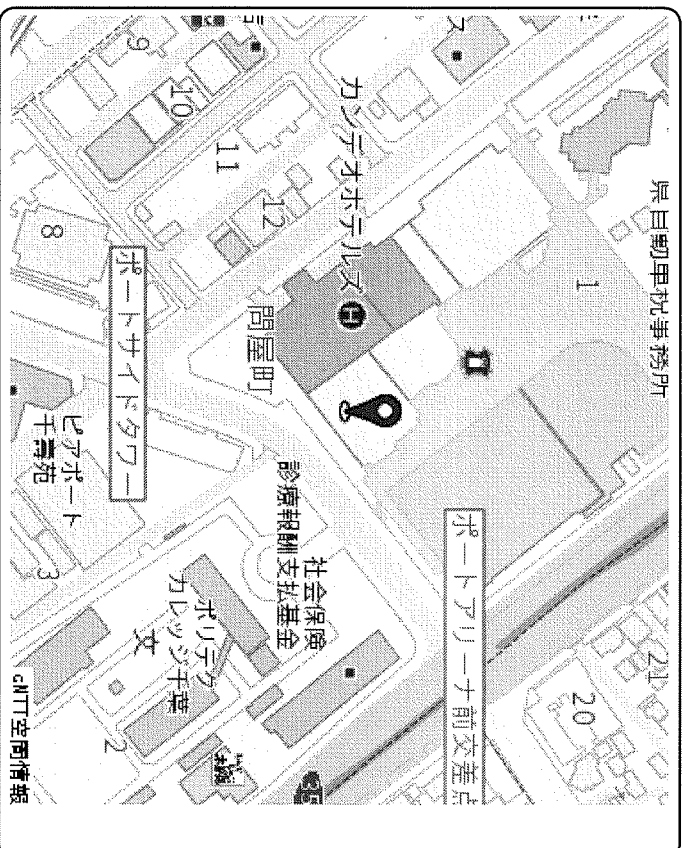 県自動車税事務所
1
カンデオホテルズ
9
10
11
12
8
問屋町
ポートサイドタワー
ピアポート
千壽苑
3
社会保険
診療報酬支払基金
ポリテク
カレッジ千葉
文
2
ポートアリーナ前交差点
21
20
H
cNTT空間情報